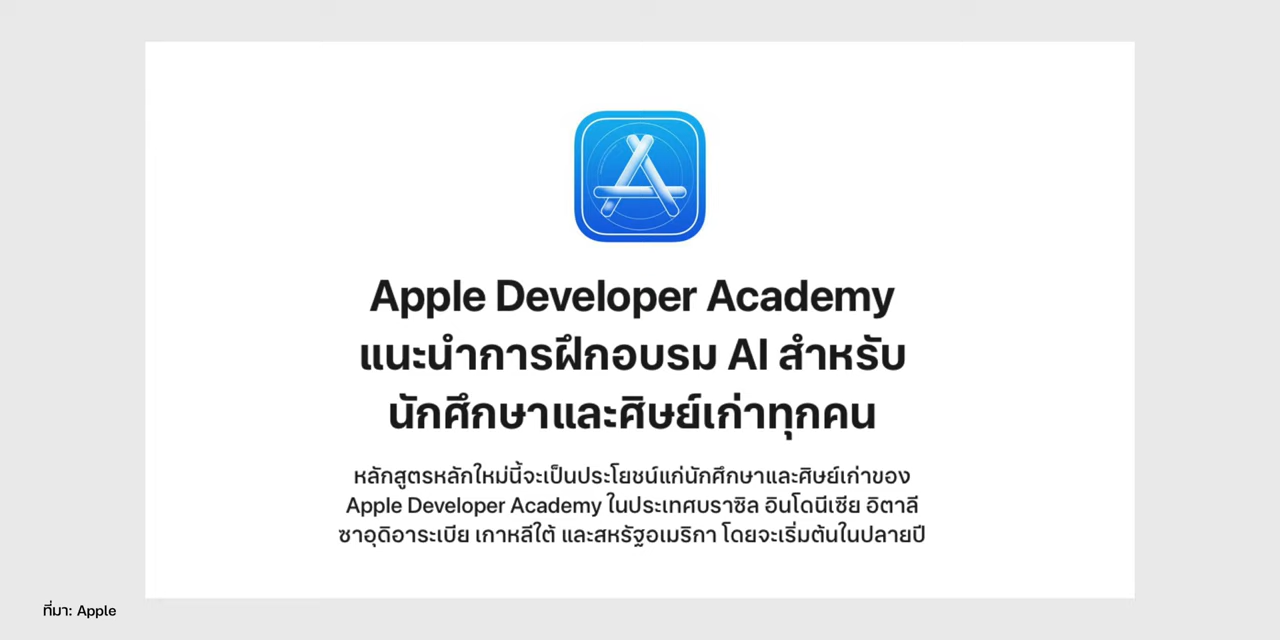 Apple Developer Academy
แนะนำการฝึกอบรม AI สำหรับ
นักศึกษาและศิษย์เก่าทุกคน
หลักสูตรหลักใหม่นี้จะเป็นประโยชน์แก่นักศึกษาและศิษย์เก่าของ
Apple Developer Academy ในประเทศบราซิล อินโดนีเซีย อิตาลี
ซาอุดิอาระเบีย เกาหลีใต้ และสหรัฐอเมริกา โดยจะเริ่มต้นในปลายปี
ที่มา: Apple